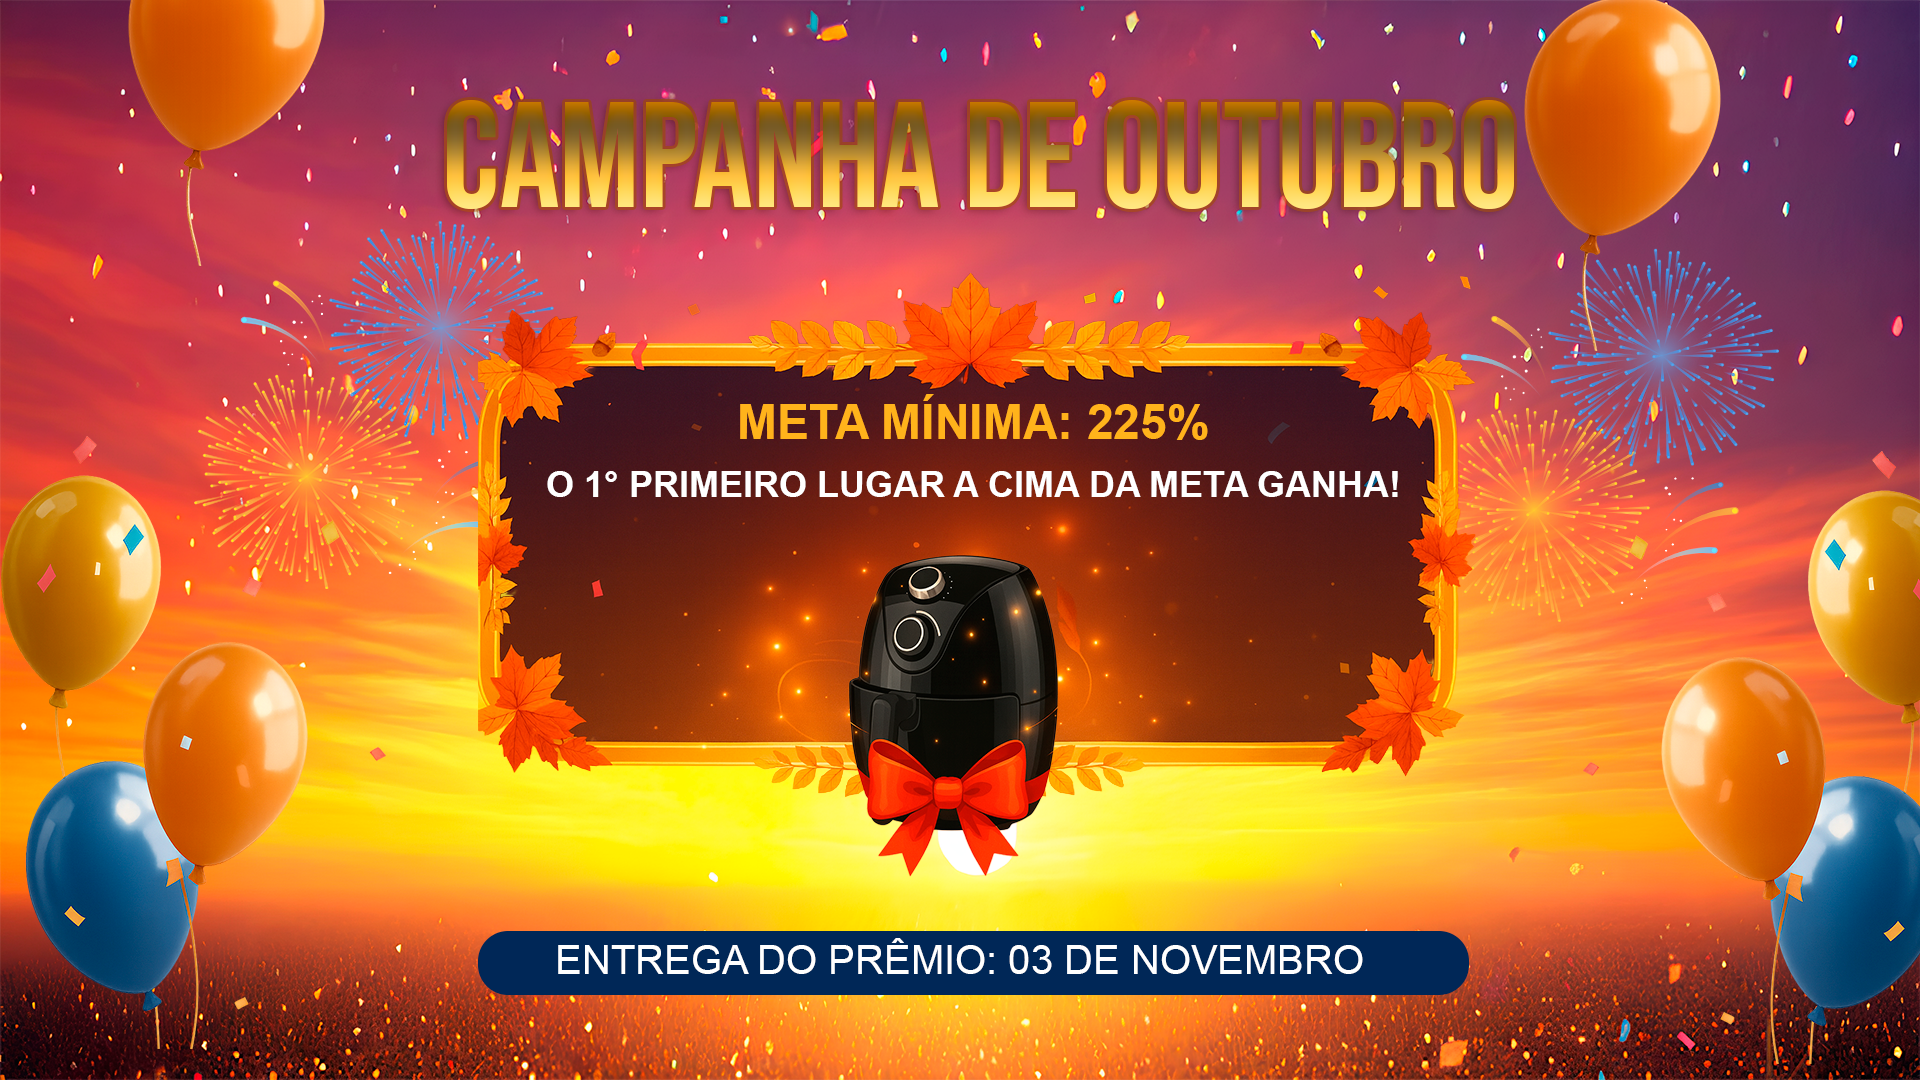 CAMPANHA DE OUTUBRO
META MÍNIMA: 225%
O 1° PRIMEIRO LUGAR A CIMA DA META GANHA!
ENTREGA DO PRÊMIO: 03 DE NOVEMBRO